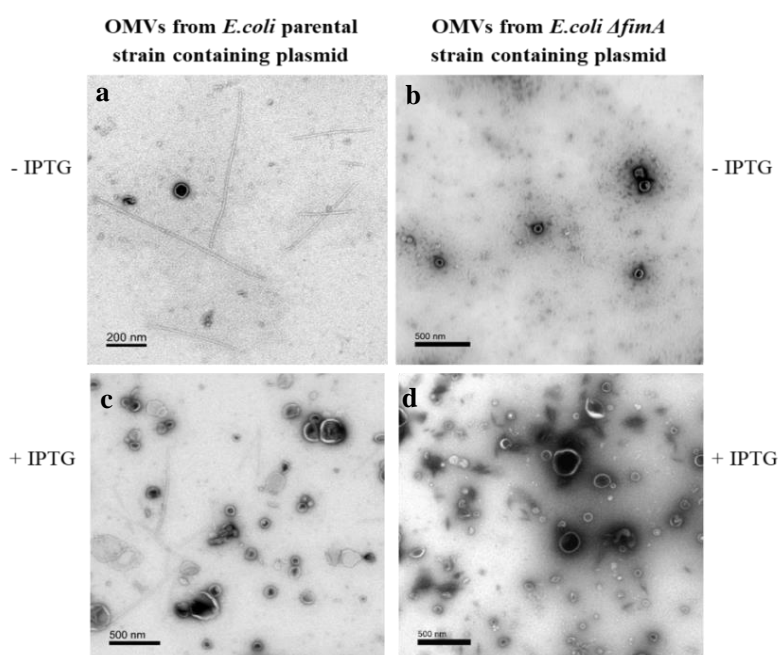 OMVs from E.coli parental
strain containing plasmid
OMVs from E.coli ΔfimA
strain containing plasmid
a
b
- IPTG
- IPTG
200 nm
500 nm
c
d
+ IPTG
+ IPTG
500 nm
500 nm